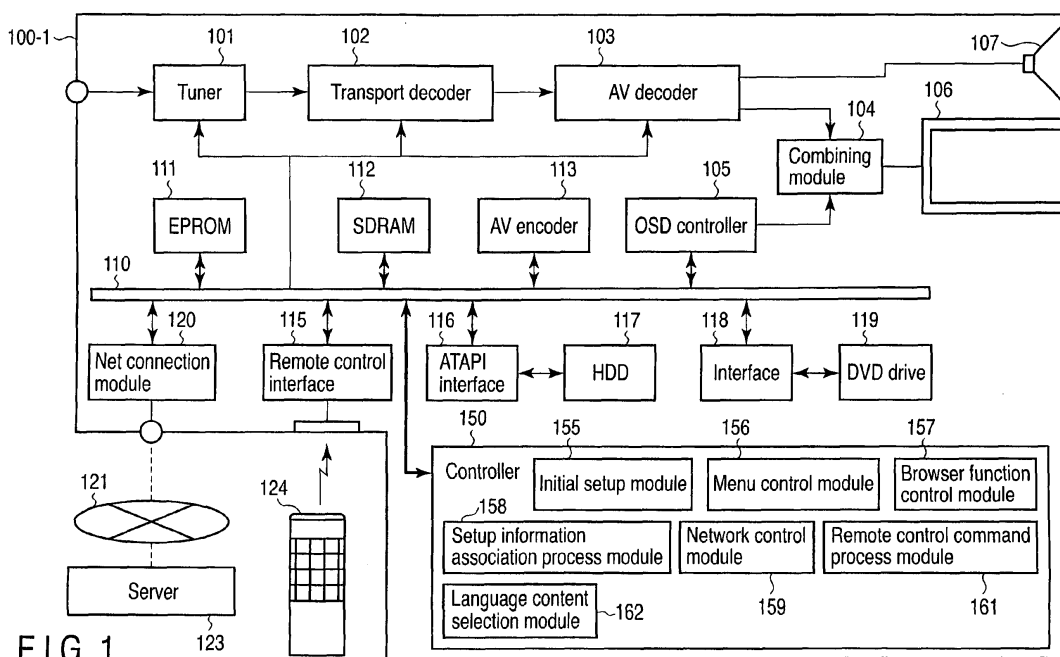 100-1
101
102
103
107
Tuner
Transport decoder
AV decoder
104
106
Combining
module
111
112
113
105
EPROM
SDRAM
AV encoder
OSD controller
110
120
115
116
117
118
119
Net connection
module
Remote control
interface
ATAPI
interface
HDD
Interface
DVD drive
150
155
156
157
Controller
Initial setup module
Menu control module
Browser function
control module
121
124
158
Setup information
association process module
Network control
module
Remote control command
process module
Server
123
Language content
selection module
162
159
161
FIG. 1